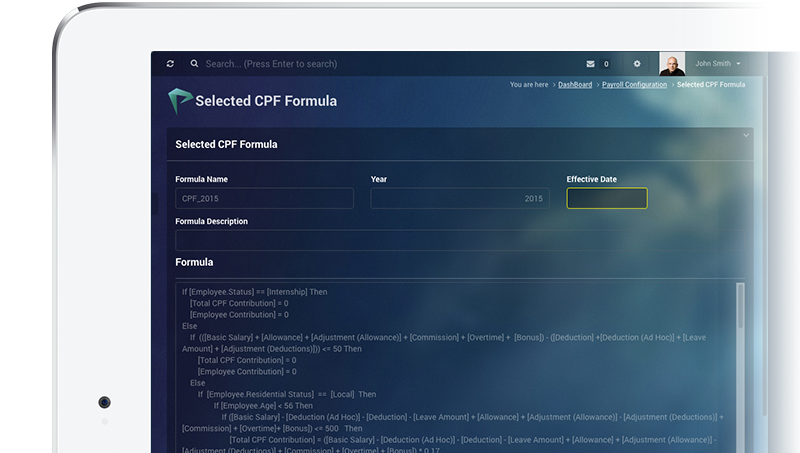 Search... (Press Enter to search)
0
John Smith
You are here > DashBoard > Payroll Configuration > Selected CPF Formula
Selected CPF Formula
Selected CPF Formula
Formula Name
Year
Effective Date
CPF_2015
2015
Formula Description
Formula
If [Employee.Status] == [Internship] Then
[Total CPF Contribution] = 0
[Employee Contribution] = 0
Else
If (([Basic Salary] + [Allowance] + [Adjustment (Allowance)] + [Commission] + [Overtime] + [Bonus]) - ([Deduction] +[Deduction (Ad Hoc)] + [Leave
Amount] + [Adjustment (Deductions)])) <= 50 Then
[Total CPF Contribution] = 0
[Employee Contribution] = 0
Else
If [Employee.Residential Status] == [Local] Then
If [Employee.Age] < 56 Then
If ([Basic Salary] - [Deduction (Ad Hoc)] - [Deduction] - [Leave Amount] + [Allowance] + [Adjustment (Allowance)] - [Adjustment (Deductions)] +
[Commission] + [Overtime]+ [Bonus]) <= 500 Then
[Total CPF Contribution] = ([Basic Salary] - [Deduction (Ad Hoc)] - [Deduction] - [Leave Amount] + [Allowance] + [Adjustment (Allowance)] -
[Adjustment (Deductions)] + [Commission] + [Overtime] + [Bonus]) * 0.17